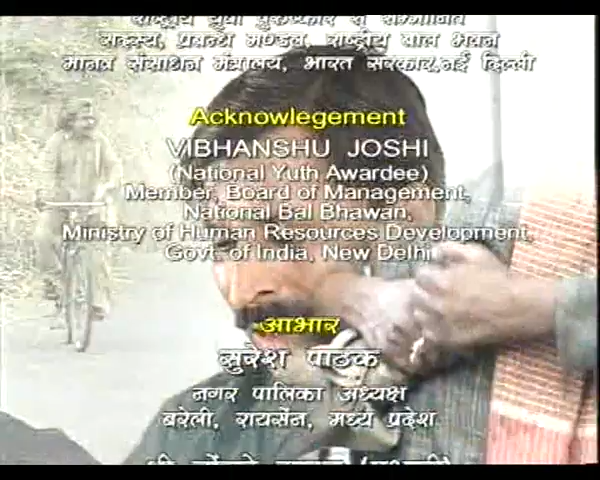 राष्ट्रीय युवा पुरुष्कार से सम्मानित
सदस्य, प्रबन्ध मण्डल, राष्ट्रीय बाल भवन
मानव संसाधन मंत्रालय, भारत सरकार,नई दिल्ली
Acknowlegement
VIBHANSHU JOSHI
(National Yuth Awardee)
Member, Board of Management,
National Bal Bhawan,
Ministry of Human Resources Development,
Govt. of India, New Delhi
आभार
सुरेश पाठक
नगर पालिका अध्यक्ष
बरेली, रायसेन, मध्य प्रदेश